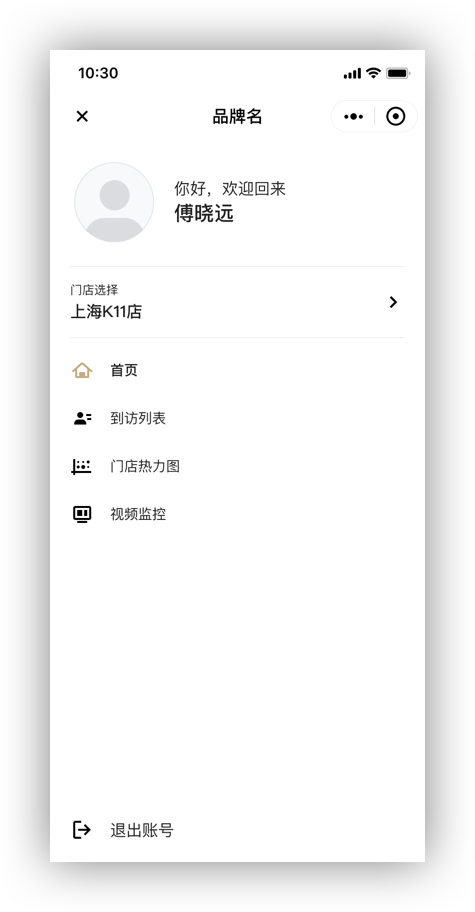 10:30
品牌名
你好，欢迎回来
傅晓远
门店选择
上海K11店
首页
到访列表
门店热力图
视频监控
退出账号